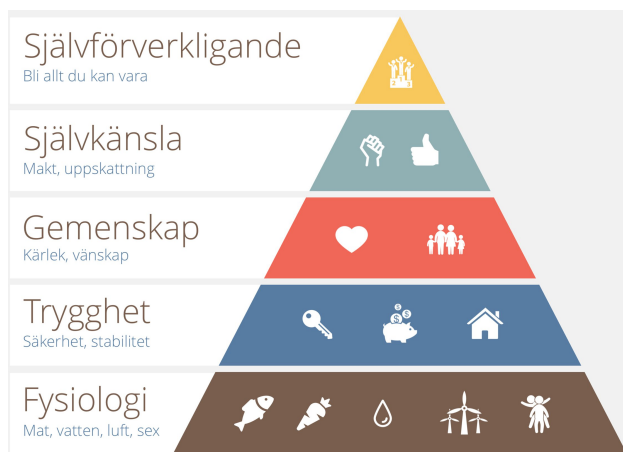 Självförverkligande
Bli allt du kan vara
Självkänsla
Makt, uppskattning
Gemenskap
Kärlek, vänskap
Trygghet
Säkerhet, stabilitet
Fysiologi
Mat, vatten, luft, sex